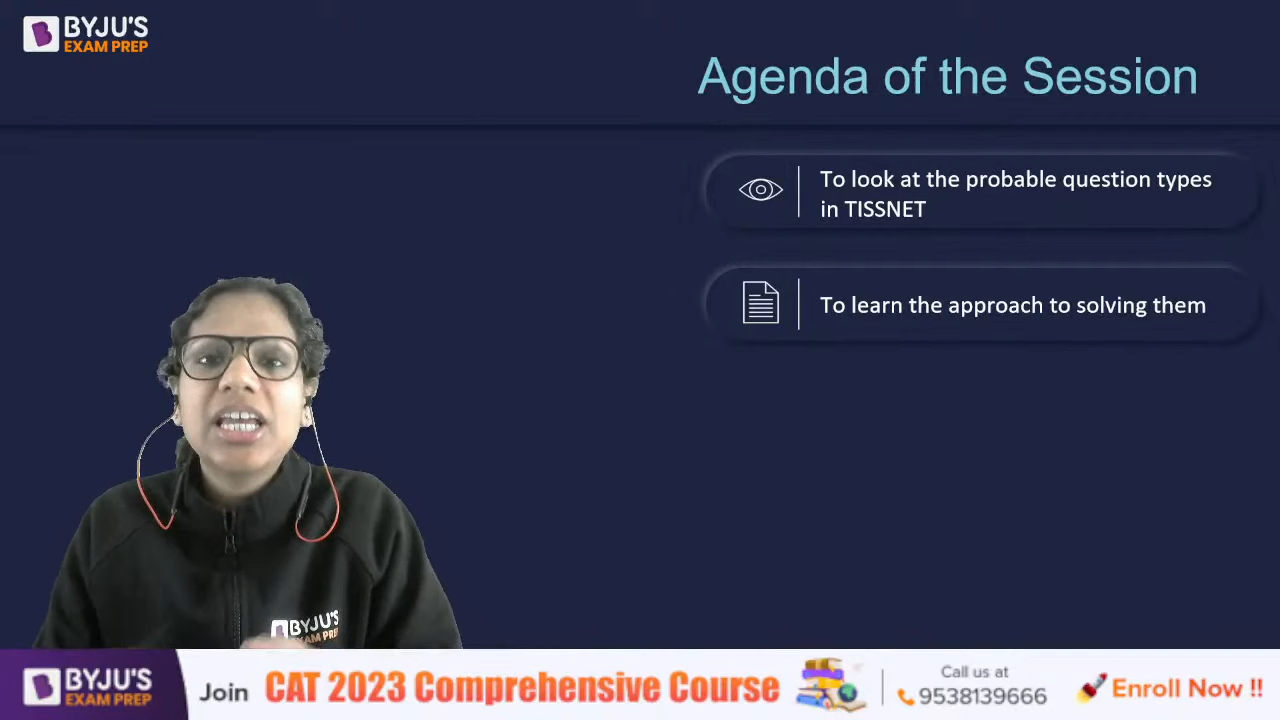 BYJU'S
EXAM PREP
Agenda of the Session
To look at the probable question types
in TISSNET
To learn the approach to solving them
BYJU'S
EXAM PREP
BYJU'S
EXAM PREP
Join CAT 2023 Comprehensive Course
Call us at
9538139666
Enroll Now !!